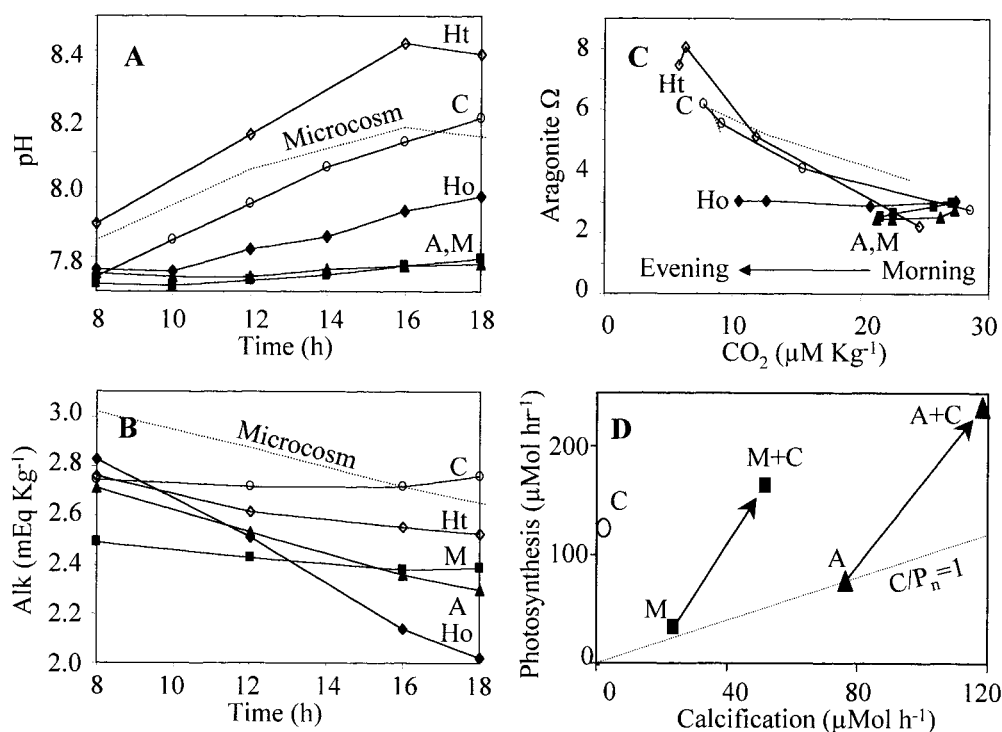 A
8.4
8.2
8.0
7.8
pH
Ht
C
Microcosm
Ho
A,M
8 10 12 14 16 18
Time (h)
C
8
6
4
2
0
Aragonite Ω
Ht
C
Ho
A,M
Evening Morning
0 10 20 30
CO₂ (µM Kg⁻¹)
B
3.0
2.8
2.6
2.4
2.2
2.0
Alk (mEq Kg⁻¹)
Microcosm
C
Ht
M
A
Ho
8 10 12 14 16 18
Time (h)
D
200
100
0
Photosynthesis (µMol hr⁻¹)
A+C
M+C
C
A
M
C/Pₙ=1
0 40 80 120
Calcification (µMol h⁻¹)